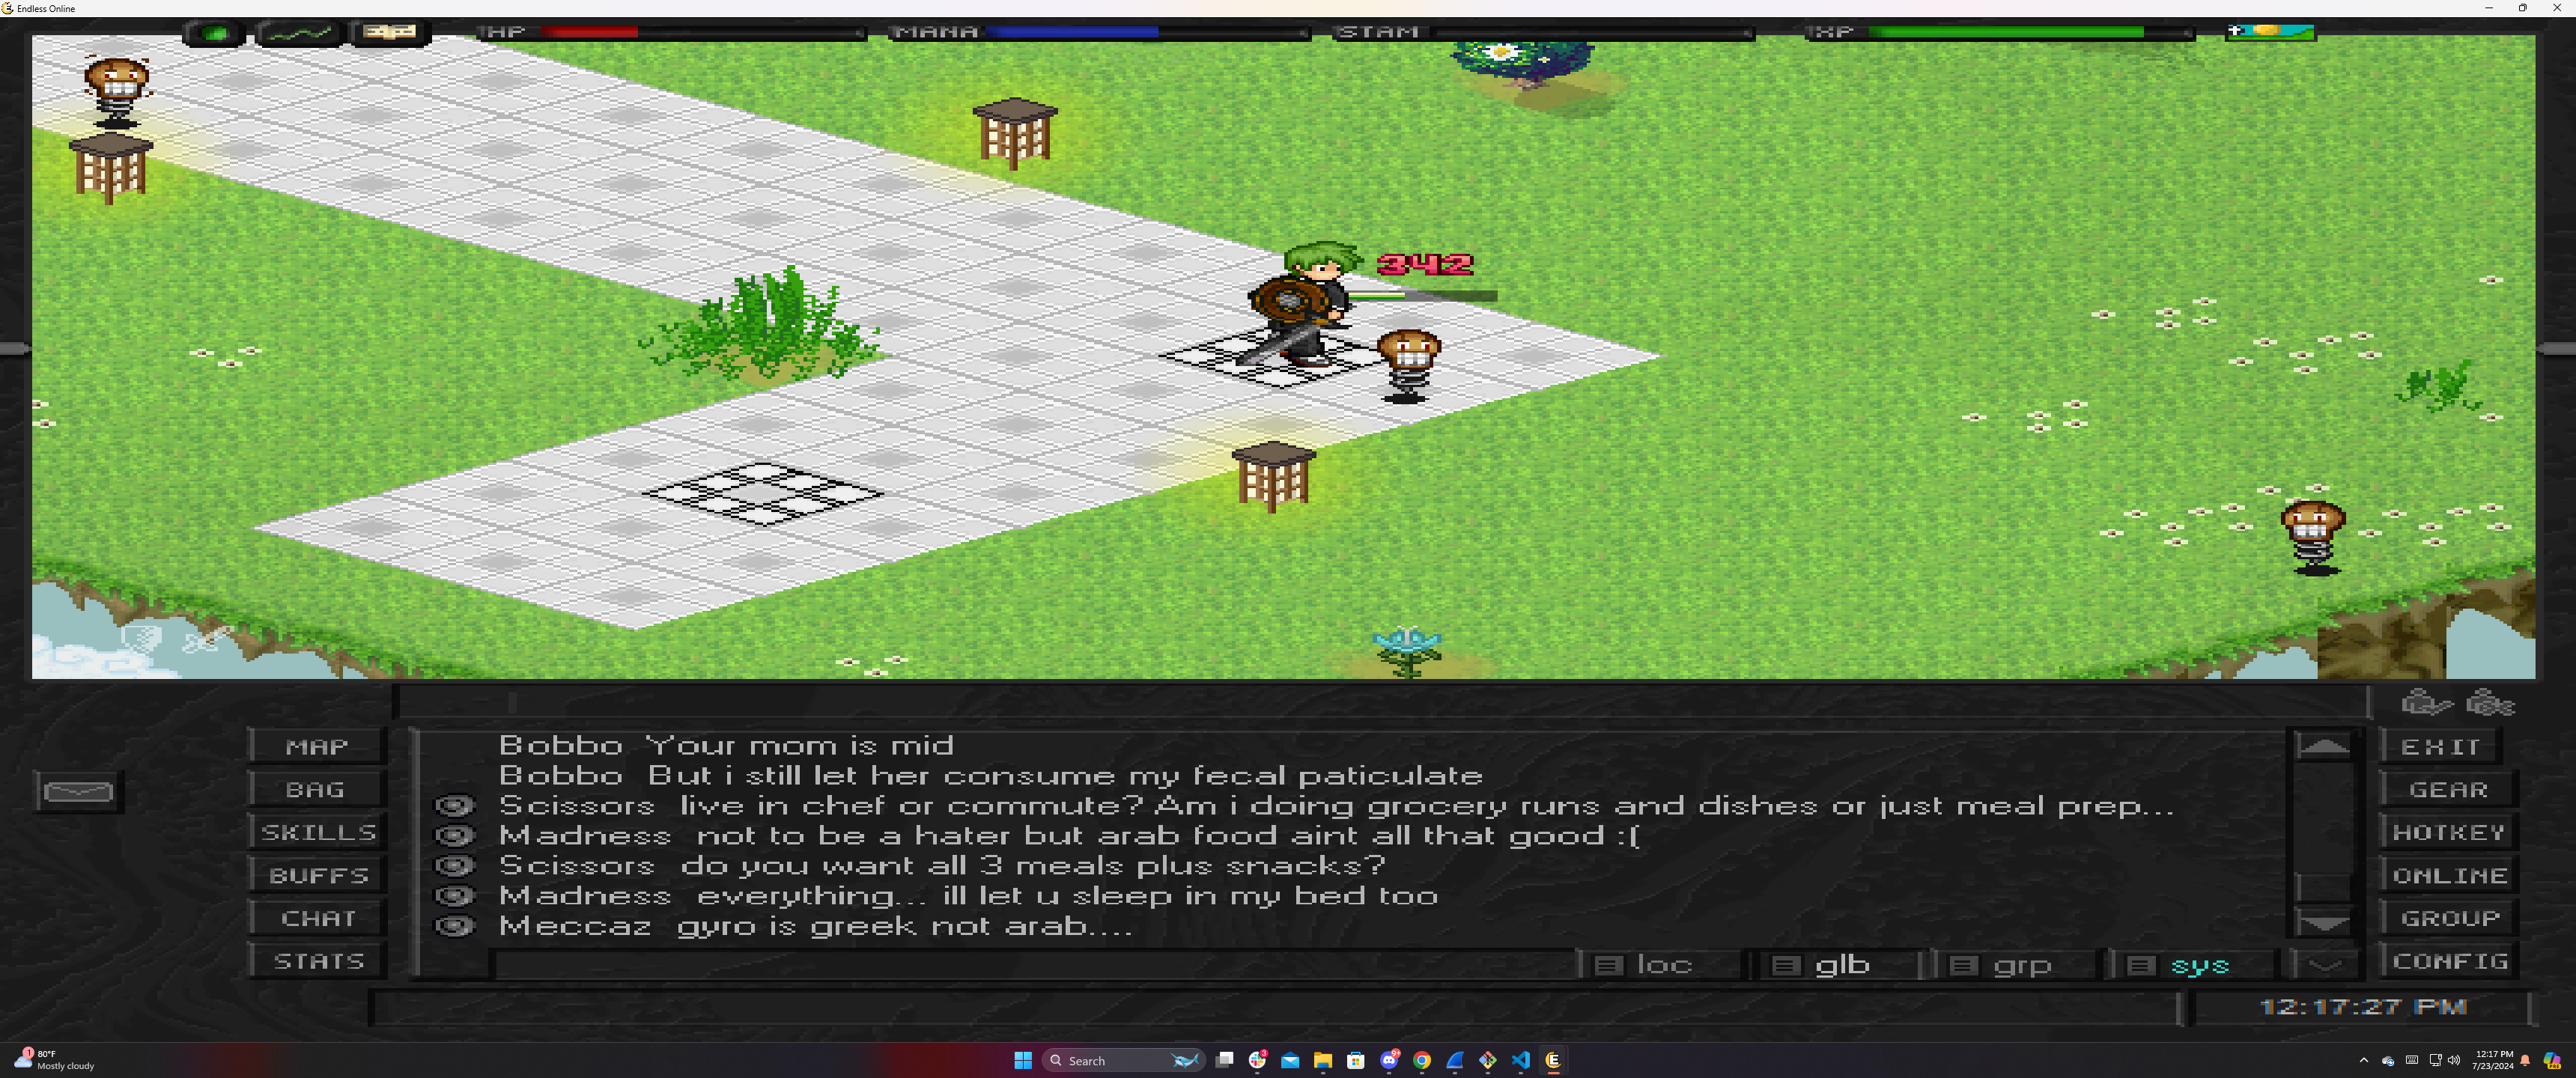 Endless Online
HP
MANA
STAM
XP
342
MAP
BAG
SKILLS
BUFFS
CHAT
STATS
Bobbo Your mom is mid
Bobbo But i still let her consume my fecal paticulate
Scissors live in chef or commute? Am i doing grocery runs and dishes or just meal prep...
Madness not to be a hater but arab food aint all that good :(
Scissors do you want all 3 meals plus snacks?
Madness everything... ill let u sleep in my bed too
Meccaz gyro is greek not arab....
loc glb grp sys
EXIT
GEAR
HOTKEY
ONLINE
GROUP
CONFIG
12:17:27 PM
1
80°F
Mostly cloudy
Search
3
9+
12:17 PM
7/23/2024